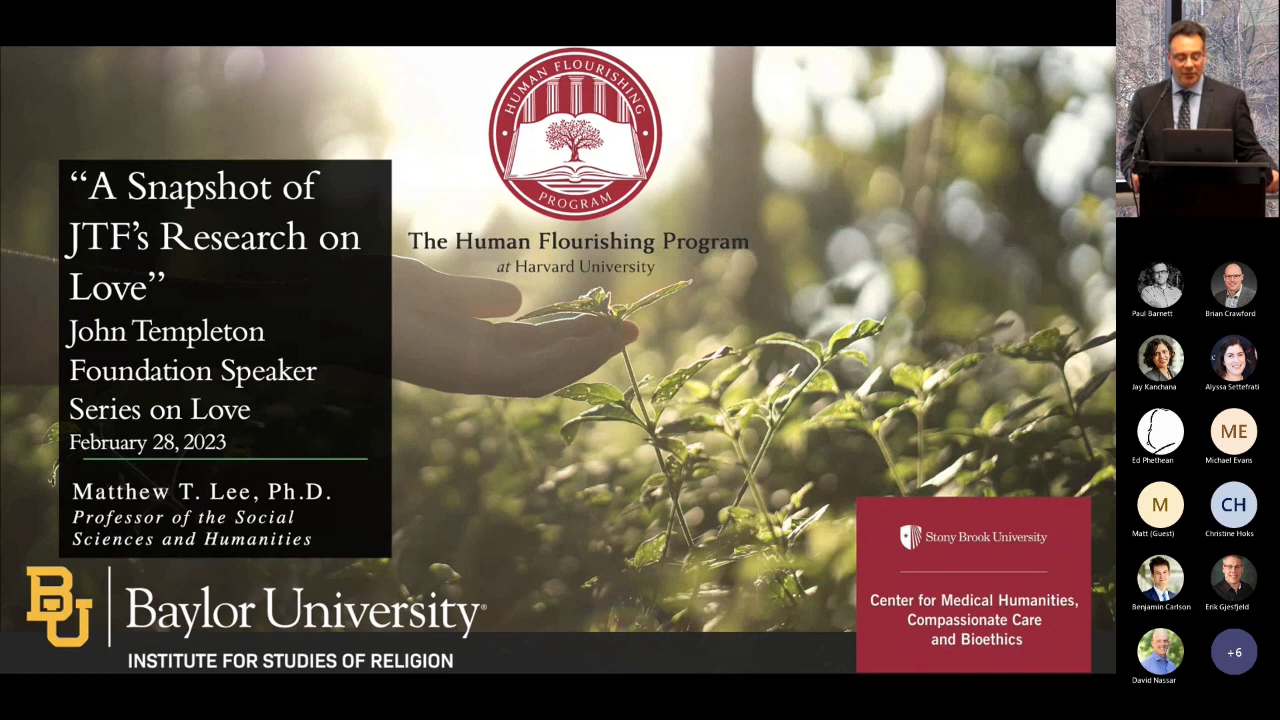 “A Snapshot of
JTF’s Research on
Love”
John Templeton
Foundation Speaker
Series on Love
February 28, 2023
Matthew T. Lee, Ph.D.
Professor of the Social
Sciences and Humanities
HUMAN FLOURISHING
PROGRAM
The Human Flourishing Program
at Harvard University
BU
Baylor University®
INSTITUTE FOR STUDIES OF RELIGION
Stony Brook University
Center for Medical Humanities,
Compassionate Care
and Bioethics
Paul Barnett
Brian Crawford
Jay Kanchana
Alyssa Settefrati
ME
Ed Phethean
Michael Evans
M
CH
Matt (Guest)
Christine Hoks
Benjamin Carlson
Erik Gjesfjeld
+6
David Nassar